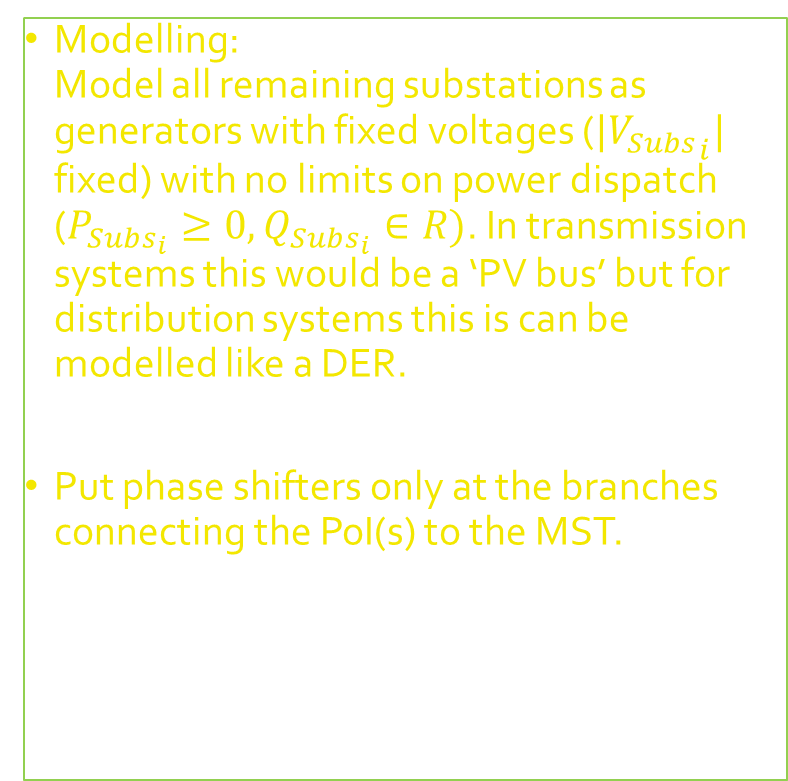 • Modelling:
Model all remaining substations as
generators with fixed voltages (|V_{Subs_i}|
fixed) with no limits on power dispatch
(P_{Subs_i} ≥ 0, Q_{Subs_i} ∈ R). In transmission
systems this would be a ‘PV bus’ but for
distribution systems this is can be
modelled like a DER.
• Put phase shifters only at the branches
connecting the PoI(s) to the MST.